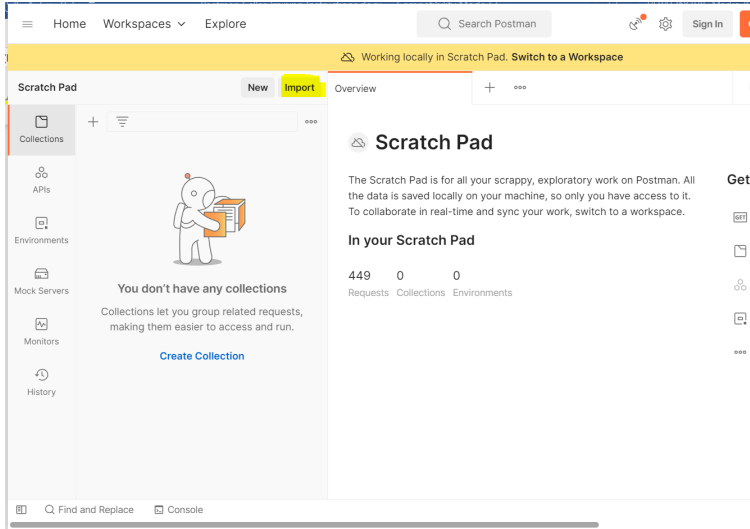 Home Workspaces Explore Search Postman Sign In
Working locally in Scratch Pad. Switch to a Workspace
Scratch Pad New Import Overview
Collections
APIs
Environments
Mock Servers
Monitors
History
You don't have any collections
Collections let you group related requests,
making them easier to access and run.
Create Collection
Scratch Pad
The Scratch Pad is for all your scrappy, exploratory work on Postman. All
the data is saved locally on your machine, so only you have access to it.
To collaborate in real-time and sync your work, switch to a workspace.
In your Scratch Pad
449 0 0
Requests Collections Environments
Get
GET
Find and Replace Console